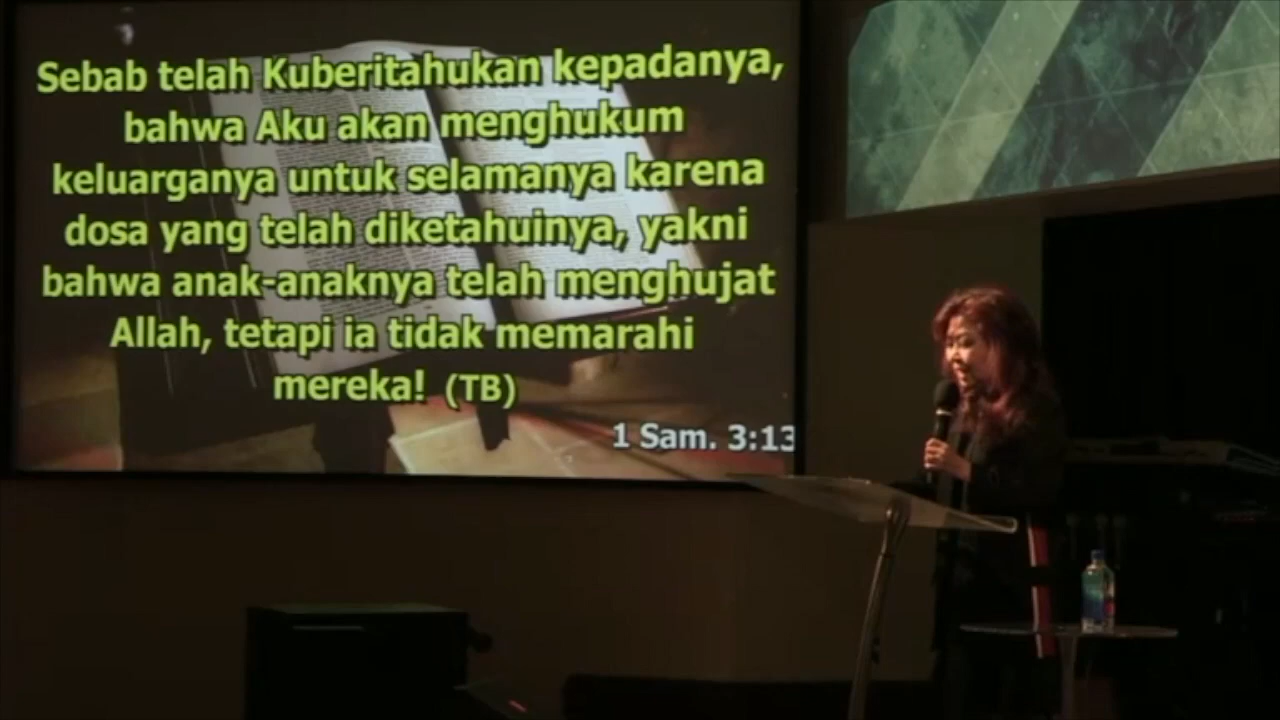 Sebab telah Kuberitahukan kepadanya,
bahwa Aku akan menghukum
keluarganya untuk selamanya karena
dosa yang telah diketahuinya, yakni
bahwa anak-anaknya telah menghujat
Allah, tetapi ia tidak memarahi
mereka! (TB)
1 Sam. 3:13